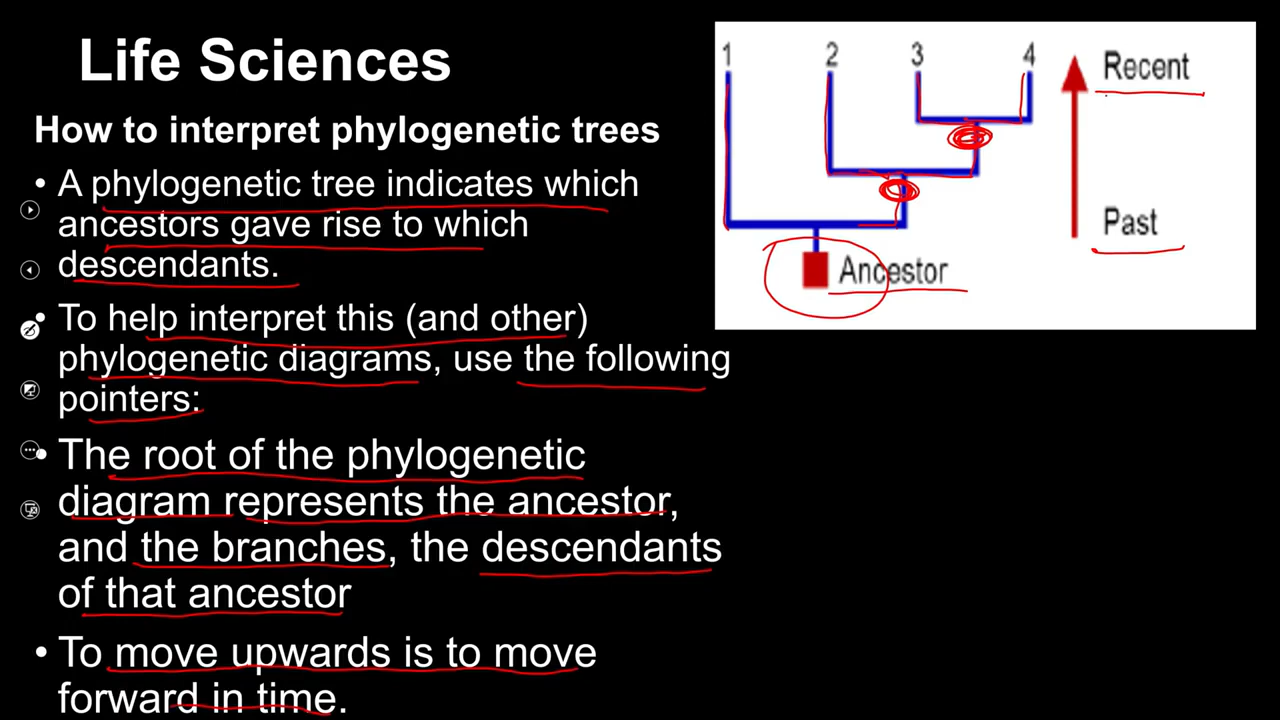 Life Sciences
How to interpret phylogenetic trees
• A phylogenetic tree indicates which
ancestors gave rise to which
descendants.
• To help interpret this (and other)
phylogenetic diagrams, use the following
pointers:
• The root of the phylogenetic
diagram represents the ancestor,
and the branches, the descendants
of that ancestor
• To move upwards is to move
forward in time.
1 2 3 4
Recent
Past
Ancestor